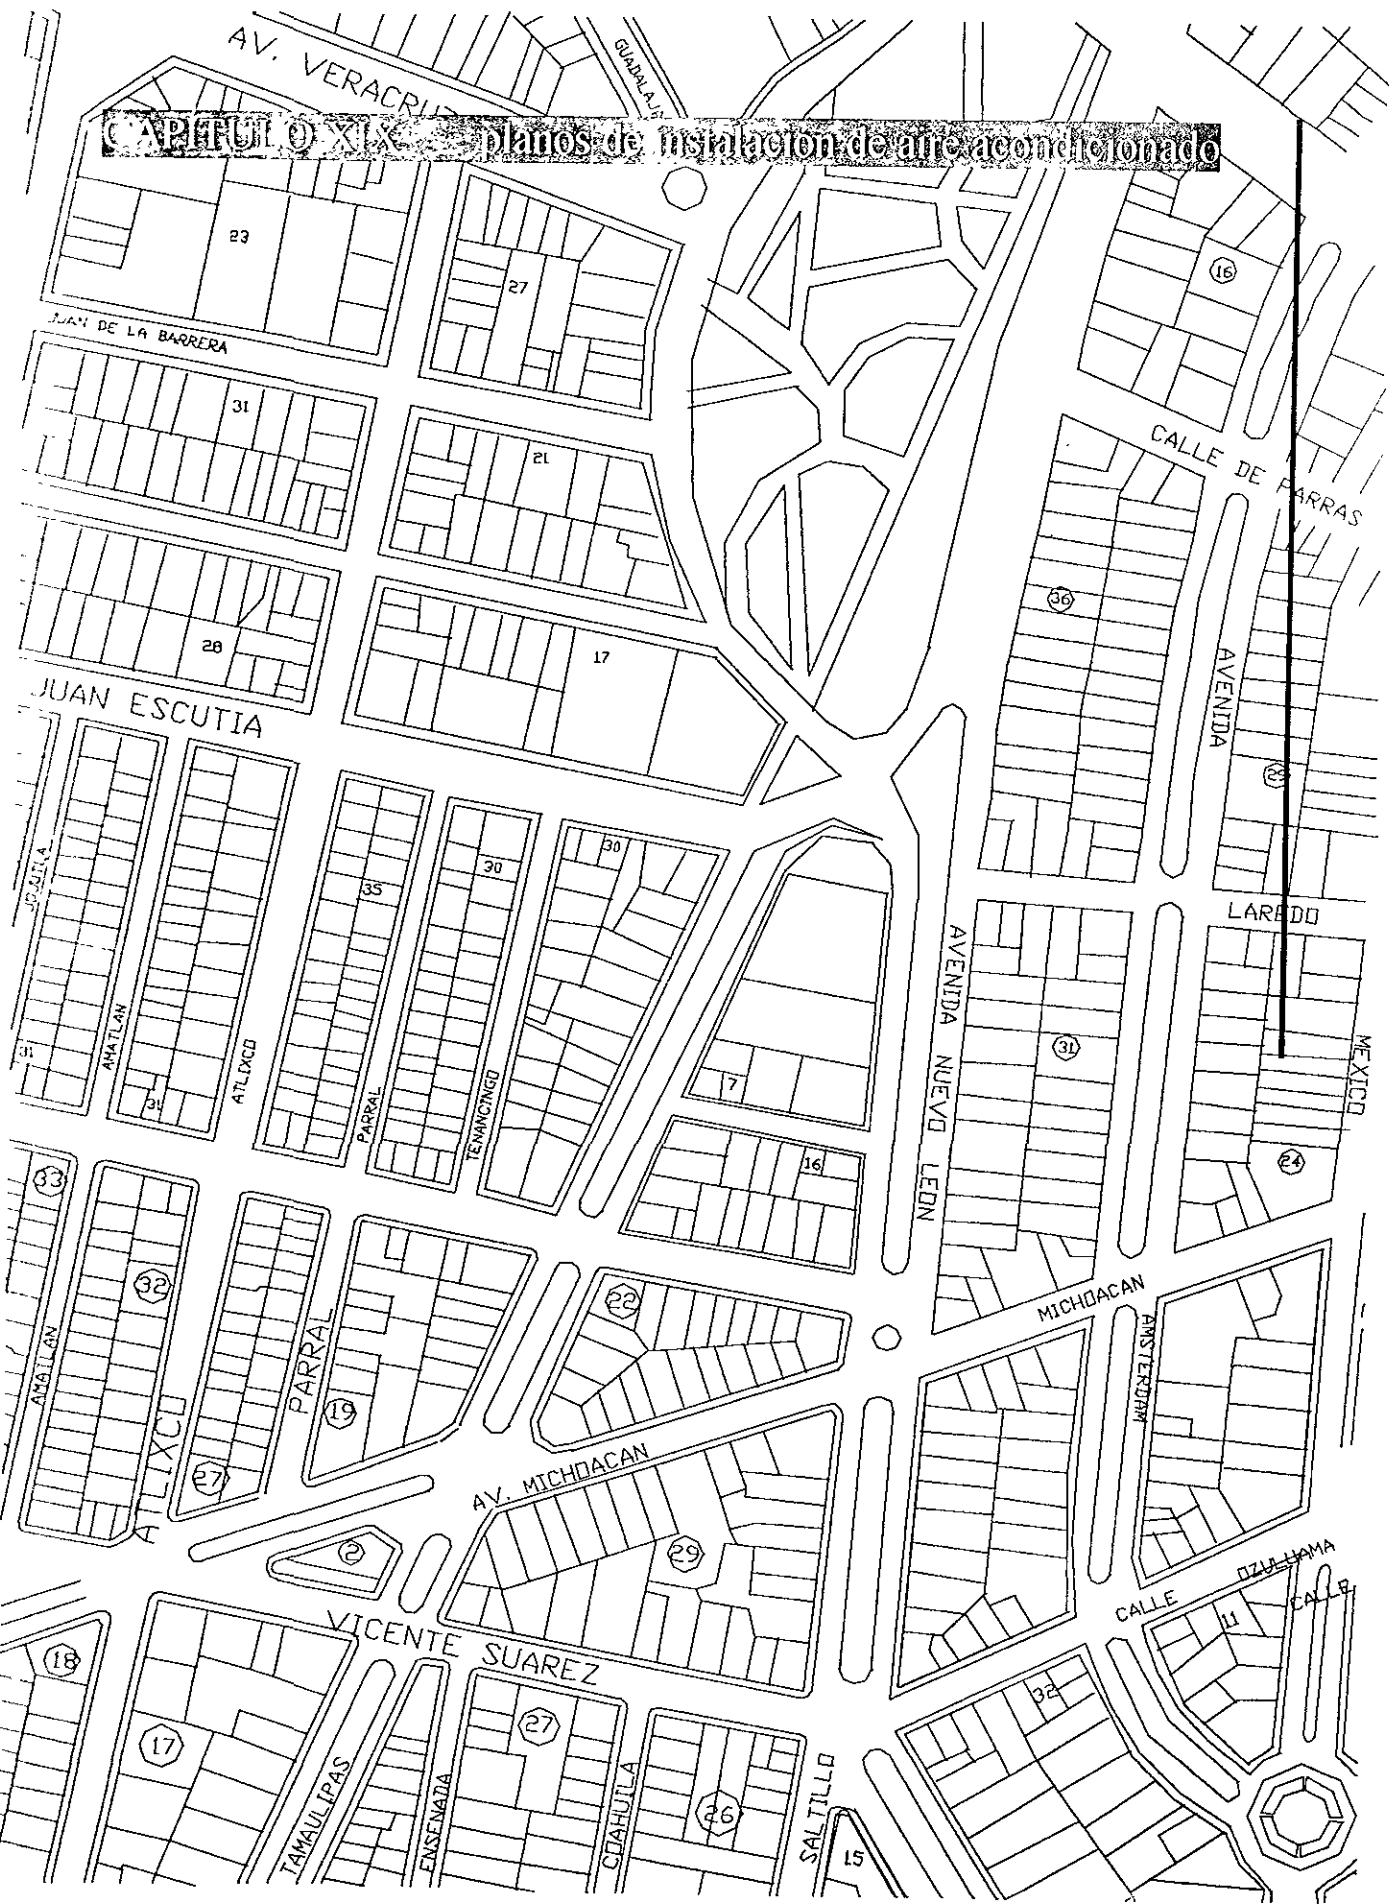 AV. VERACRUZ
CAPITULO XIX planos de instalación de aire acondicionado
23
27
16
JUAN DE LA BARRERA
31
21
CALLE DE PARRAS
36
28
17
AVENIDA
29
JUAN ESCUTIA
30
30
35
LAREDO
AVENIDA NUEVO LEON
31
31
AMATLAN
31
ATLIXCO
PARRAL
TENANCINGO
7
16
MEXICO
24
33
32
22
MICHOACAN
AMSTERDAM
AMATLAN
PARRAL
19
ATLIXCO
27
AV. MICHOACAN
2
29
OZULUAMA
CALLE
CALLE
11
VICENTE SUAREZ
18
17
27
32
26
TAMAULIPAS
ENSENADA
COAHUILA
SALTILLO
15